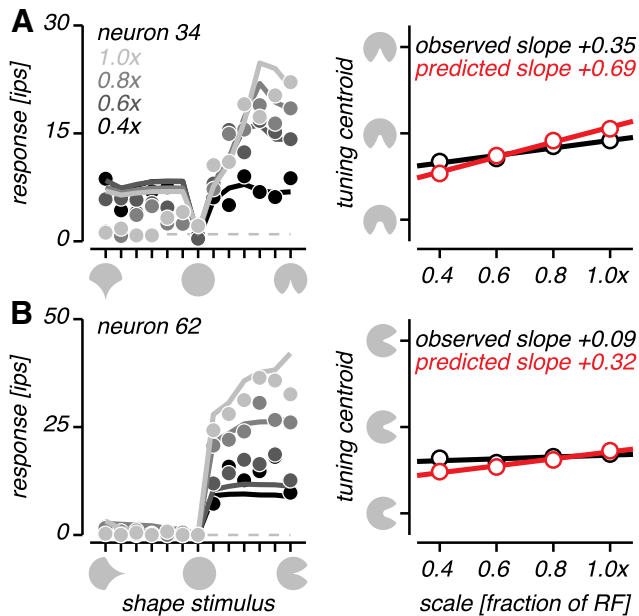 A
neuron 34
1.0x
0.8x
0.6x
0.4x
response [ips]
30
15
0
tuning centroid
observed slope +0.35
predicted slope +0.69
0.4 0.6 0.8 1.0x
B
neuron 62
response [ips]
50
25
0
shape stimulus
tuning centroid
observed slope +0.09
predicted slope +0.32
0.4 0.6 0.8 1.0x
scale [fraction of RF]